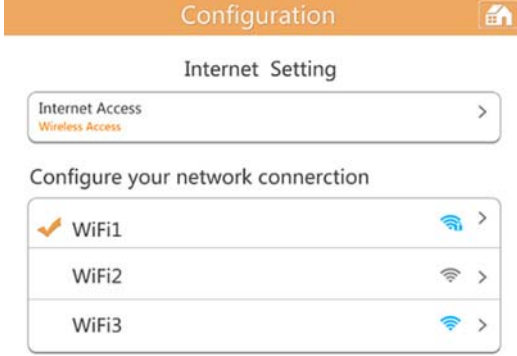 Configuration
Internet Setting
Internet Access
Wireless Access
Configure your network connerction
WiFi1
WiFi2
WiFi3